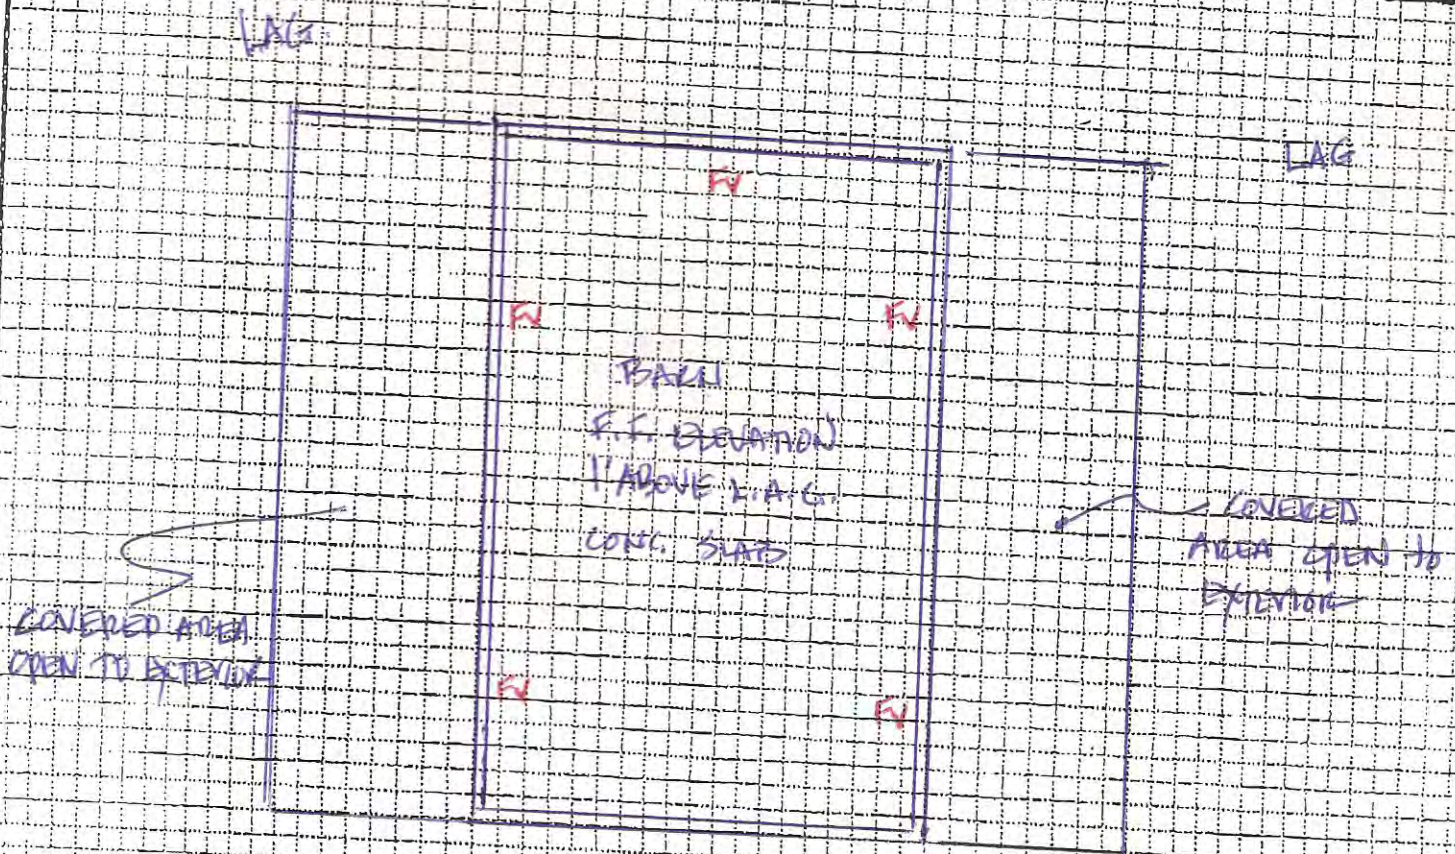 LAG
LAG
FV
FV
FV
BARN
F.F. ELEVATION
1' ABOVE L.A.G.
CONC. SLAB
COVERED
AREA OPEN to
EXTERIOR
COVERED AREA
OPEN TO EXTERIOR
FV
FV